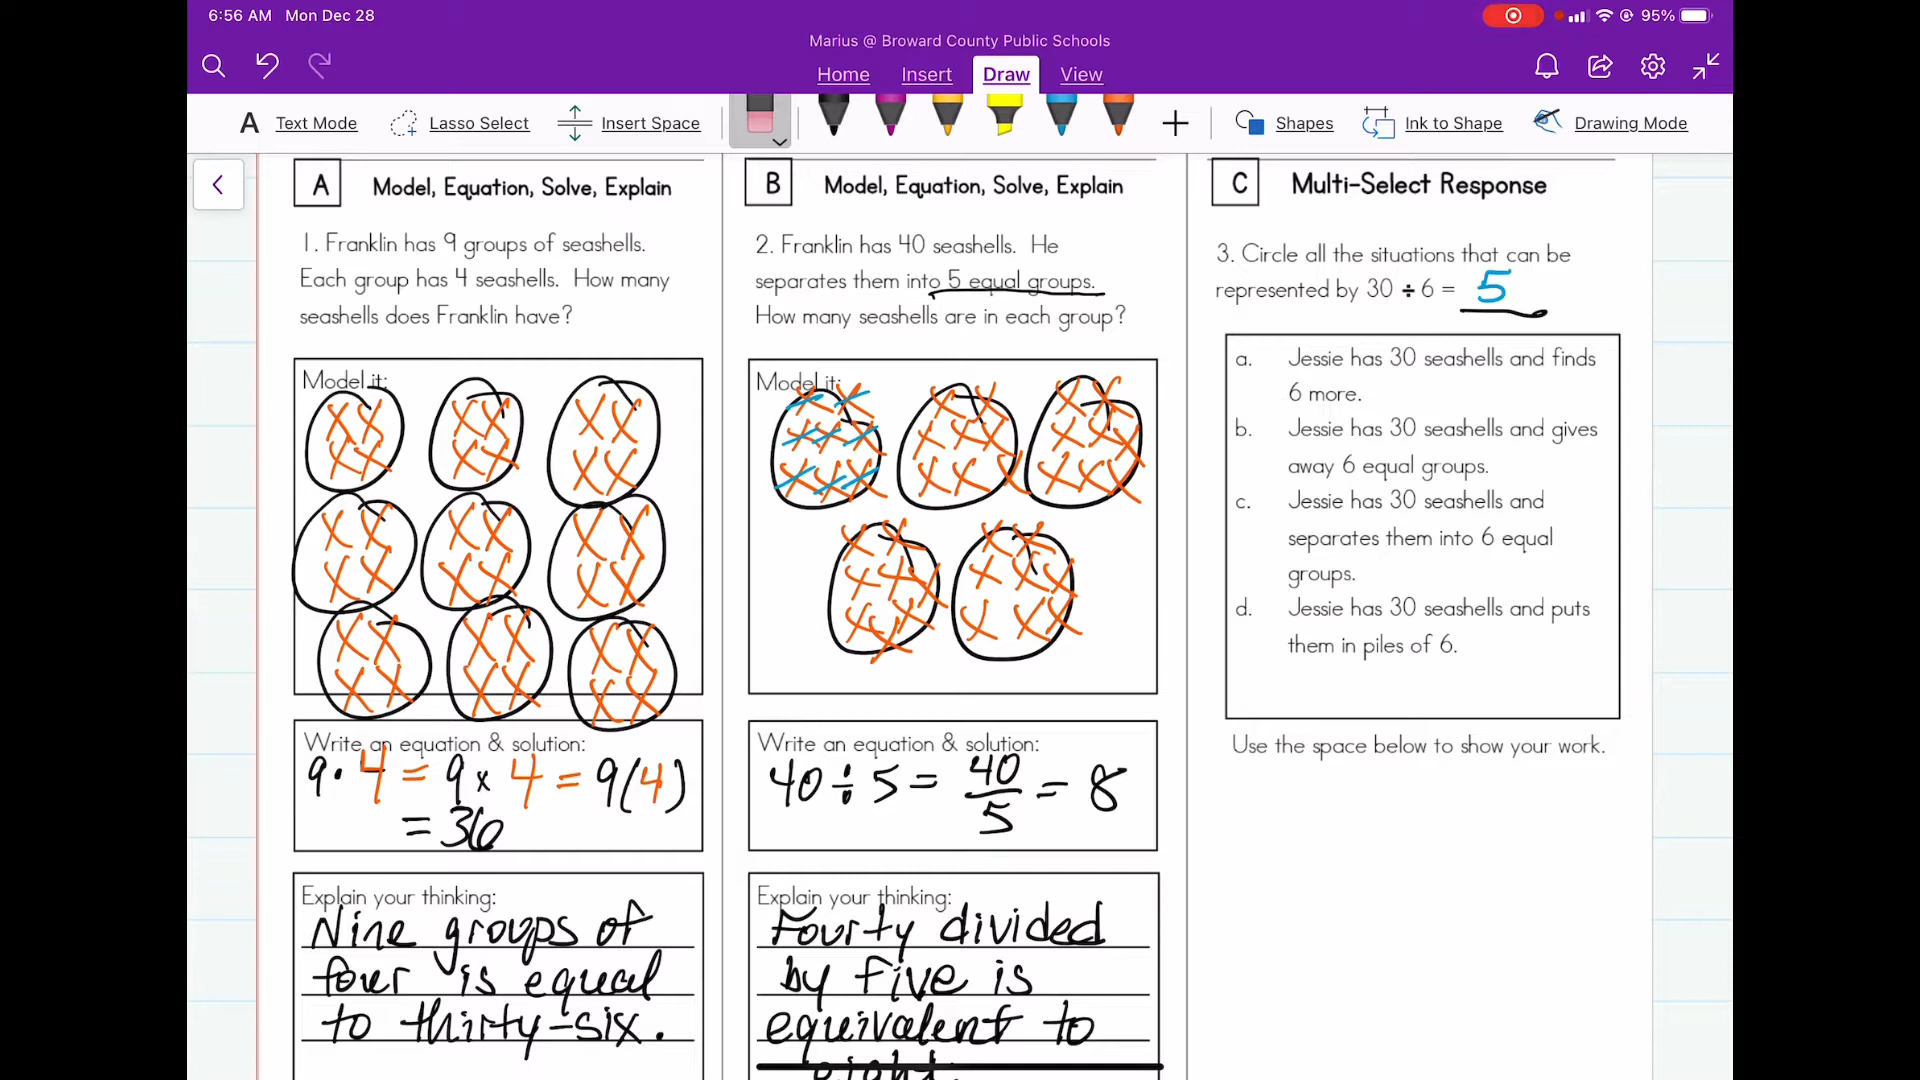 6:56 AM Mon Dec 28
95%
Marius @ Broward County Public Schools
Home Insert Draw View
A Text Mode Lasso Select Insert Space Shapes Ink to Shape Drawing Mode
A Model, Equation, Solve, Explain
1. Franklin has 9 groups of seashells.
Each group has 4 seashells. How many
seashells does Franklin have?
Model it:
Write an equation & solution:
9 · 4 = 9 x 4 = 9(4)
= 36
Explain your thinking:
Nine groups of
four is equal
to thirty-six.
B Model, Equation, Solve, Explain
2. Franklin has 40 seashells. He
separates them into 5 equal groups.
How many seashells are in each group?
Model it:
Write an equation & solution:
40 ÷ 5 = 40/5 = 8
Explain your thinking:
Fourty divided
by five is
equivalent to
eight.
C Multi-Select Response
3. Circle all the situations that can be
represented by 30 ÷ 6 = 5
a. Jessie has 30 seashells and finds
6 more.
b. Jessie has 30 seashells and gives
away 6 equal groups.
c. Jessie has 30 seashells and
separates them into 6 equal
groups.
d. Jessie has 30 seashells and puts
them in piles of 6.
Use the space below to show your work.